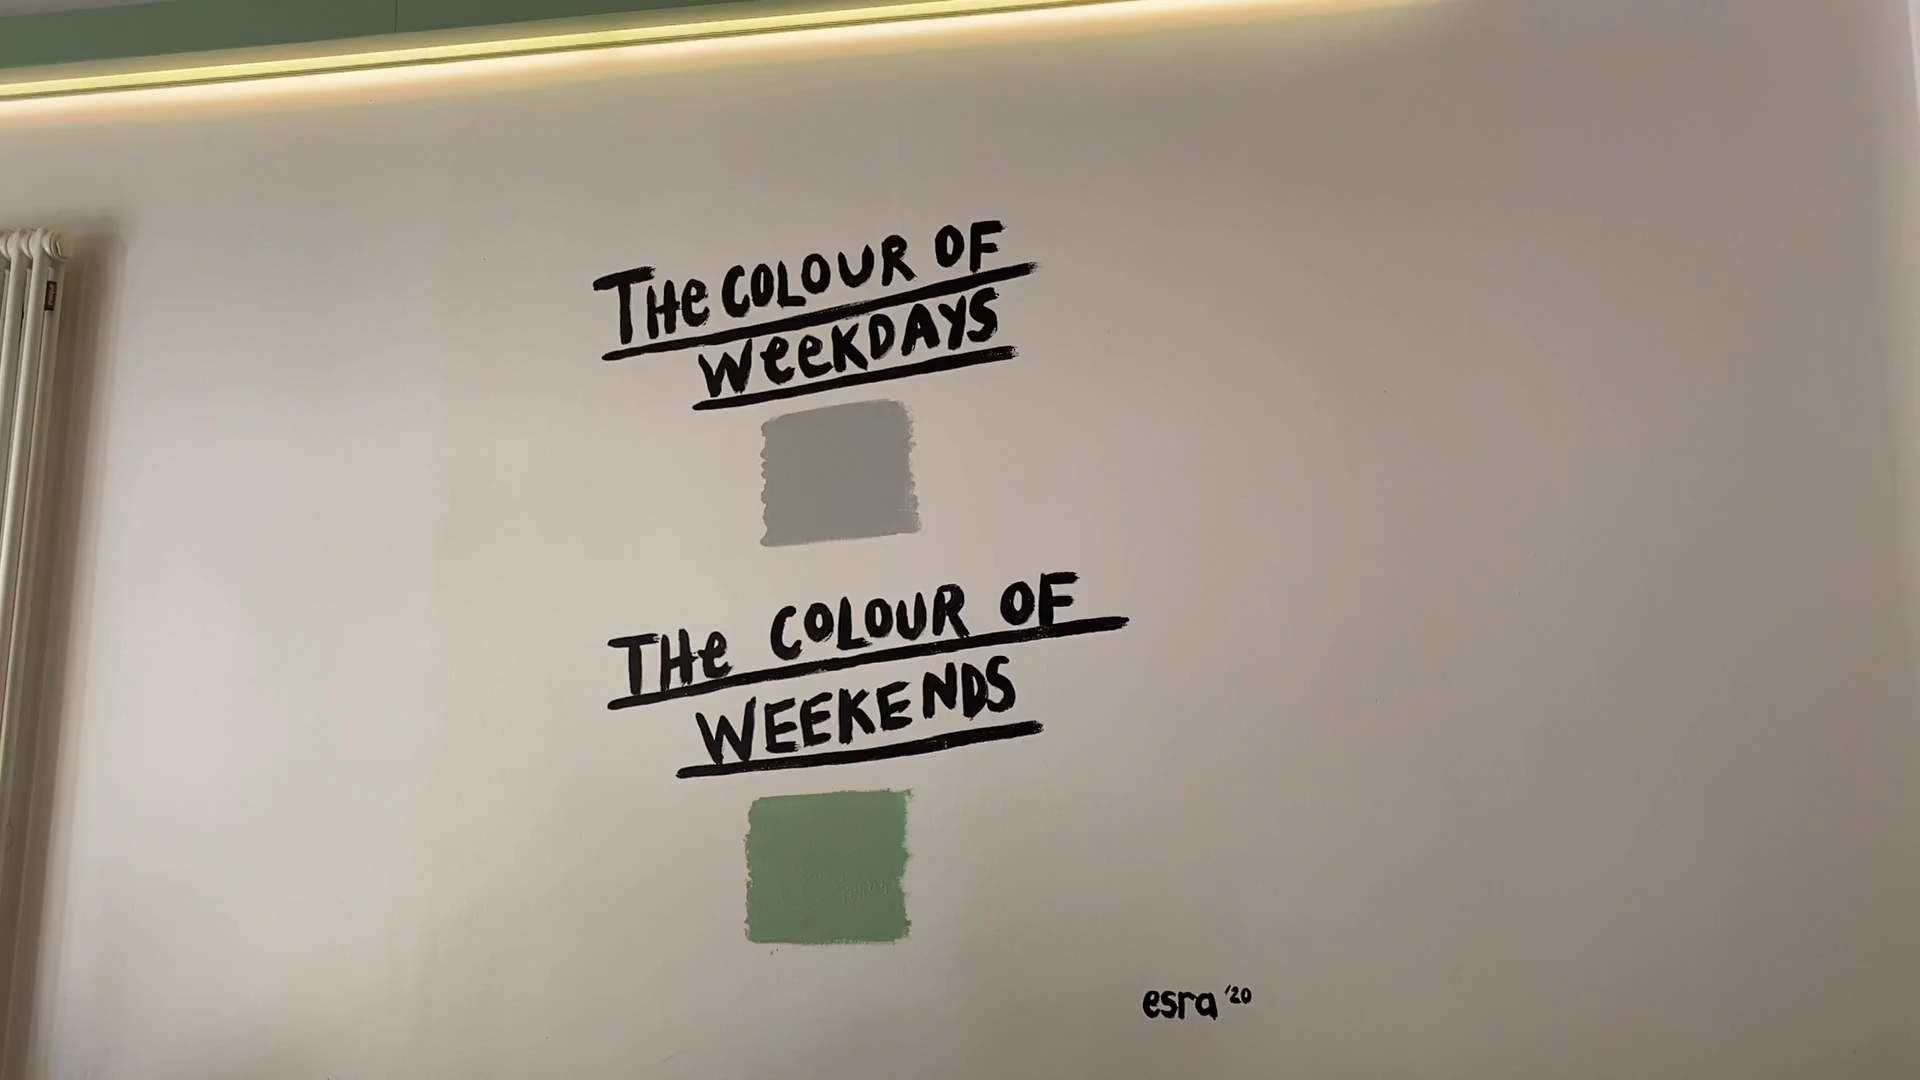 THe COLOUR OF
WeeKDAYS
THe COLOUR OF
WEEKENDS
esra '20